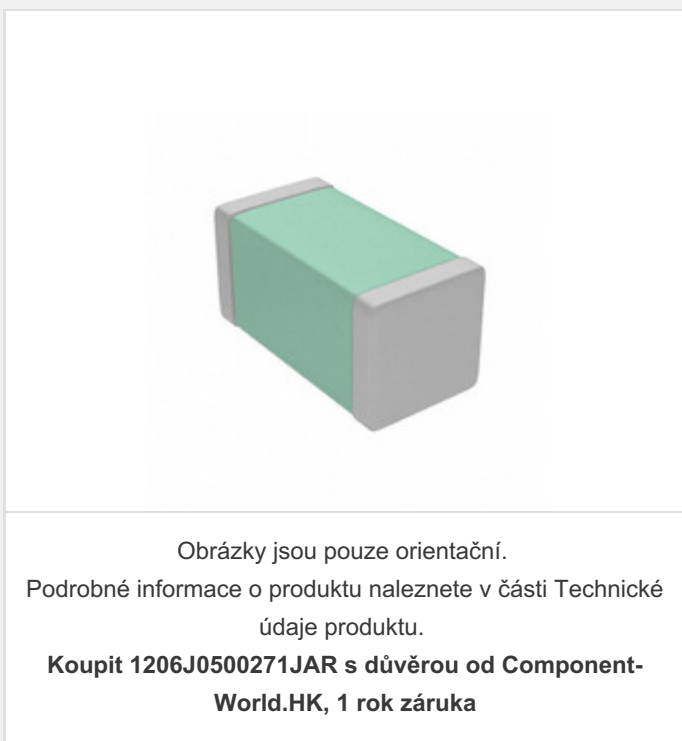 Obrázky jsou pouze orientační.
Podrobné informace o produktu naleznete v části Technické
údaje produktu.
Koupit 1206J0500271JAR s důvěrou od Component-
World.HK, 1 rok záruka